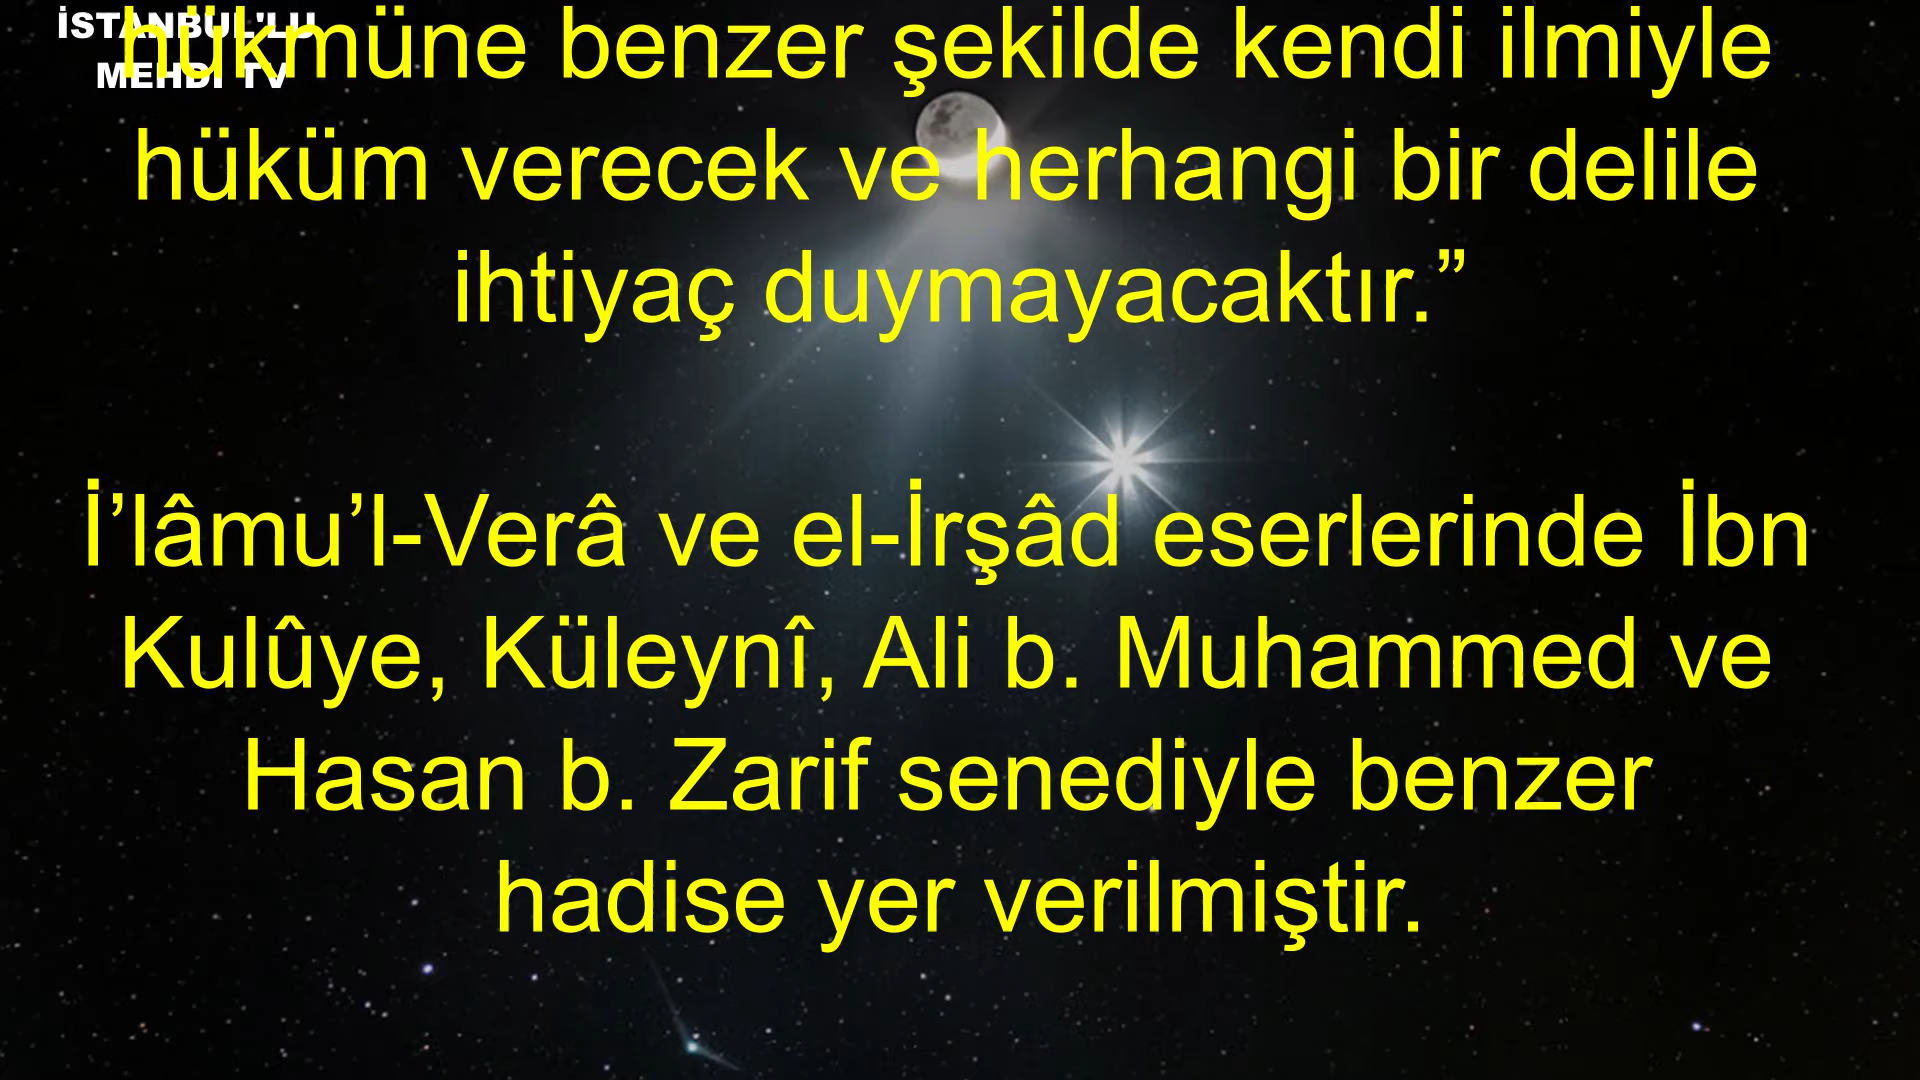 İSTANBUL'LU
MEHDİ TV
hükmüne benzer şekilde kendi ilmiyle
hüküm verecek ve herhangi bir delile
ihtiyaç duymayacaktır.”
İ’lâmu’l-Verâ ve el-İrşâd eserlerinde İbn
Kulûye, Küleynî, Ali b. Muhammed ve
Hasan b. Zarif senediyle benzer
hadise yer verilmiştir.